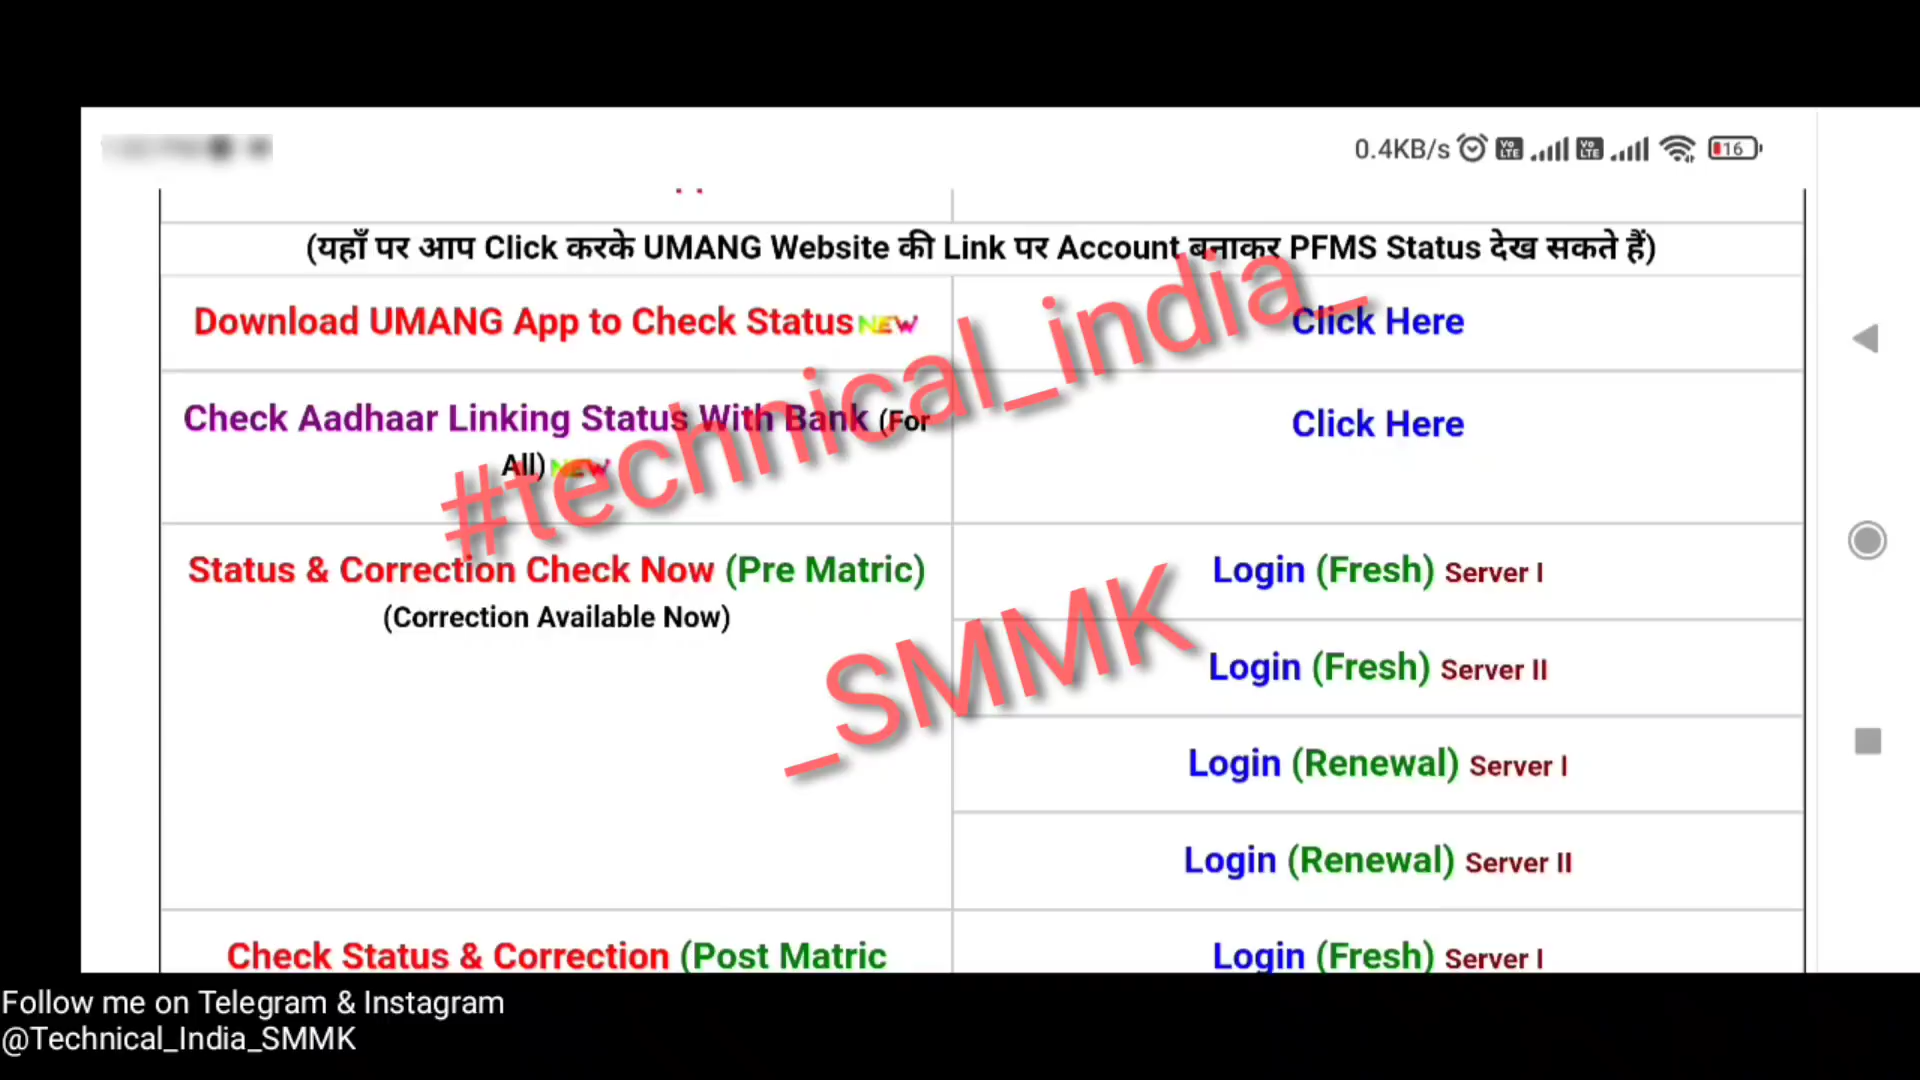 0.4KB/s Vo LTE Vo LTE 16
(यहाँ पर आप Click करके UMANG Website की Link पर Account बनाकर PFMS Status देख सकते हैं)
Download UMANG App to Check Status NEW
Click Here
Check Aadhaar Linking Status With Bank (For
All) NEW
Click Here
#technical_india_
_SMMK
Status & Correction Check Now (Pre Matric)
(Correction Available Now)
Login (Fresh) Server I
Login (Fresh) Server II
Login (Renewal) Server I
Login (Renewal) Server II
Check Status & Correction (Post Matric
Login (Fresh) Server I
Follow me on Telegram & Instagram
@Technical_India_SMMK